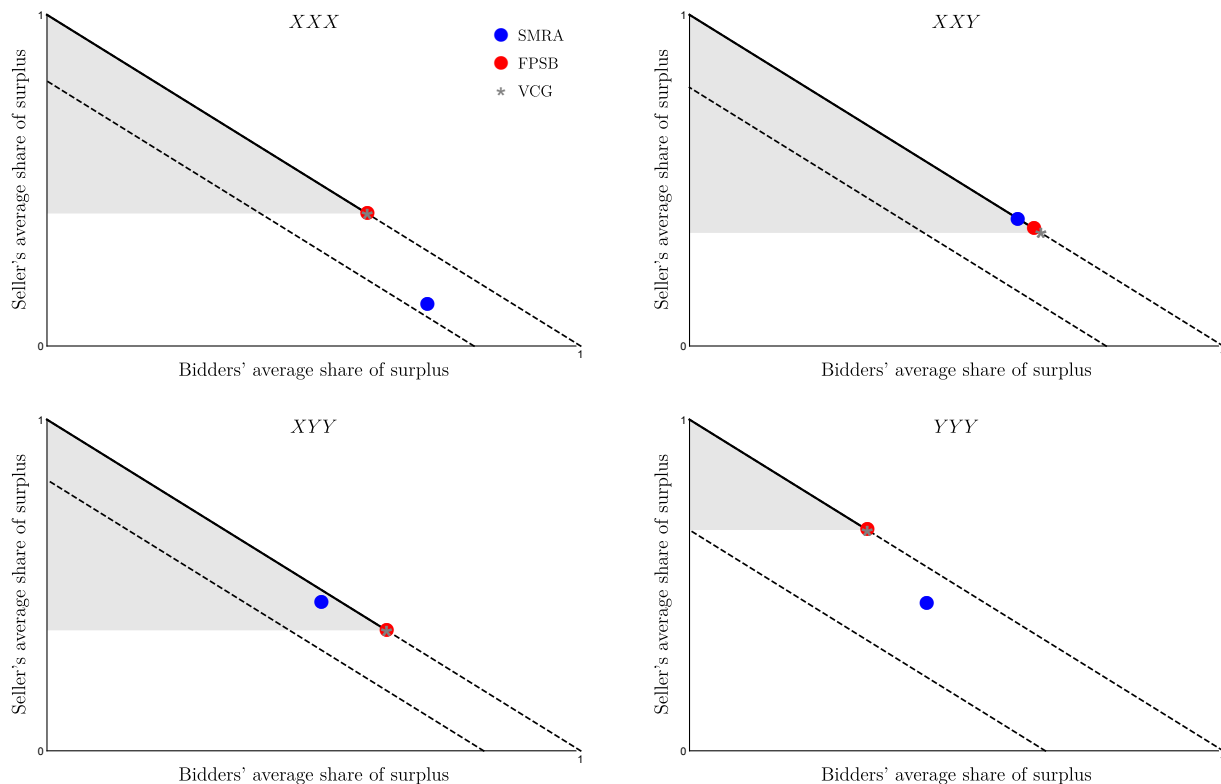 XXX
SMRA
FPSB
VCG
1
Seller's average share of surplus
0
1
Bidders' average share of surplus
XXY
1
Seller's average share of surplus
0
Bidders' average share of surplus
XYY
1
Seller's average share of surplus
0
1
Bidders' average share of surplus
YYY
1
Seller's average share of surplus
0
Bidders' average share of surplus